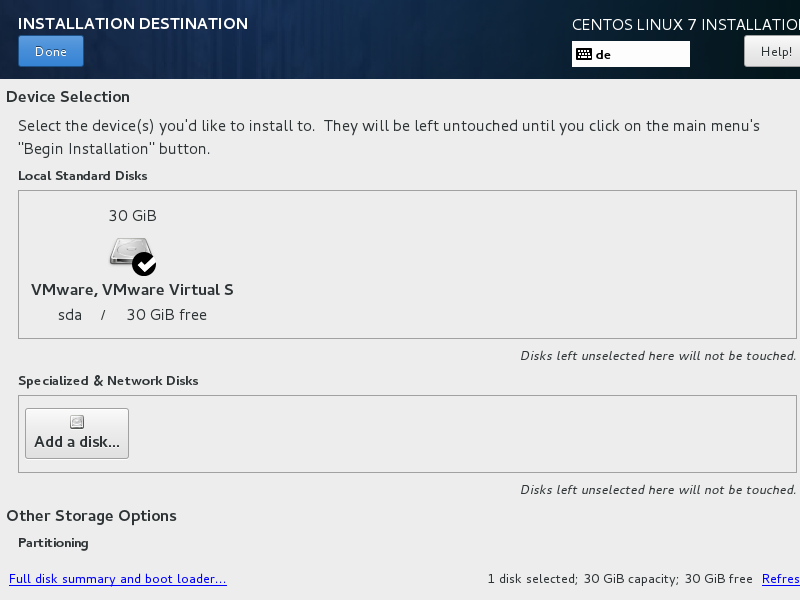 INSTALLATION DESTINATION
CENTOS LINUX 7 INSTALLATIO
Done
de
Help!
Device Selection
Select the device(s) you'd like to install to.  They will be left untouched until you click on the main menu's
"Begin Installation" button.
Local Standard Disks
30 GiB
VMware, VMware Virtual S
sda / 30 GiB free
Disks left unselected here will not be touched.
Specialized & Network Disks
Add a disk...
Disks left unselected here will not be touched.
Other Storage Options
Partitioning
Full disk summary and boot loader...
1 disk selected; 30 GiB capacity; 30 GiB free
Refres